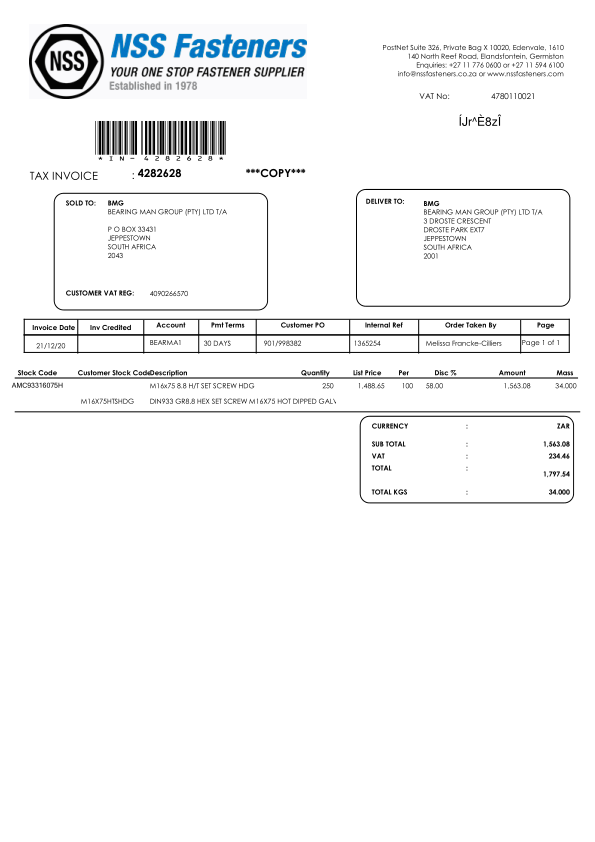 NSS
NSS Fasteners
YOUR ONE STOP FASTENER SUPPLIER
Established in 1978
PostNet Suite 326, Private Bag X 10020, Edenvale, 1610
140 North Reef Road, Elandsfontein, Germiston
Enquiries: +27 11 776 0600 or +27 11 594 6100
info@nssfasteners.co.za or www.nssfasteners.com
VAT No: 4780110021
ÍJr^È8zÎ
*IN-4282628*
TAX INVOICE : 4282628 ***COPY***
SOLD TO: BMG
BEARING MAN GROUP (PTY) LTD T/A
P O BOX 33431
JEPPESTOWN
SOUTH AFRICA
2043
CUSTOMER VAT REG: 4090266570
DELIVER TO: BMG
BEARING MAN GROUP (PTY) LTD T/A
3 DROSTE CRESCENT
DROSTE PARK EXT7
JEPPESTOWN
SOUTH AFRICA
2001
Invoice Date Inv Credited Account Pmt Terms Customer PO Internal Ref Order Taken By Page
21/12/20 BEARMA1 30 DAYS 901/998382 1365254 Melissa Francke-Cilliers Page 1 of 1
Stock Code Customer Stock Code Description Quantity List Price Per Disc % Amount Mass
AMC93316075H M16x75 8.8 H/T SET SCREW HDG 250 1,488.65 100 58.00 1,563.08 34.000
M16X75HTSHDG DIN933 GR8.8 HEX SET SCREW M16X75 HOT DIPPED GALV
CURRENCY : ZAR
SUB TOTAL : 1,563.08
VAT : 234.46
TOTAL : 1,797.54
TOTAL KGS : 34.000